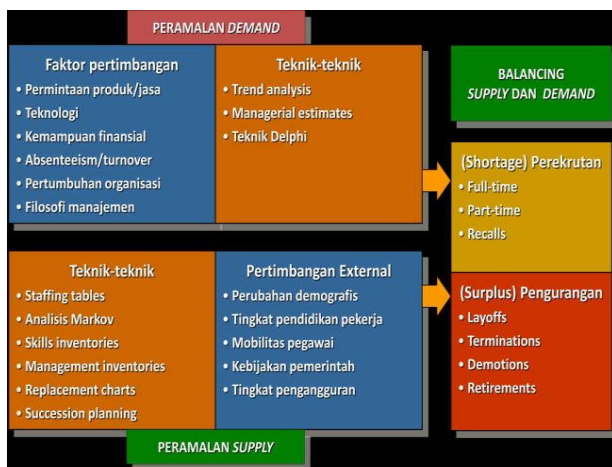 PERAMALAN DEMAND
Faktor pertimbangan
• Permintaan produk/jasa
• Teknologi
• Kemampuan finansial
• Absenteeism/turnover
• Pertumbuhan organisasi
• Filosofi manajemen
Teknik-teknik
• Trend analysis
• Managerial estimates
• Teknik Delphi
BALANCING
SUPPLY DAN DEMAND
(Shortage) Perekrutan
• Full-time
• Part-time
• Recalls
Teknik-teknik
• Staffing tables
• Analisis Markov
• Skills inventories
• Management inventories
• Replacement charts
• Succession planning
Pertimbangan External
• Perubahan demografis
• Tingkat pendidikan pekerja
• Mobilitas pegawai
• Kebijakan pemerintah
• Tingkat pengangguran
(Surplus) Pengurangan
• Layoffs
• Terminations
• Demotions
• Retirements
PERAMALAN SUPPLY